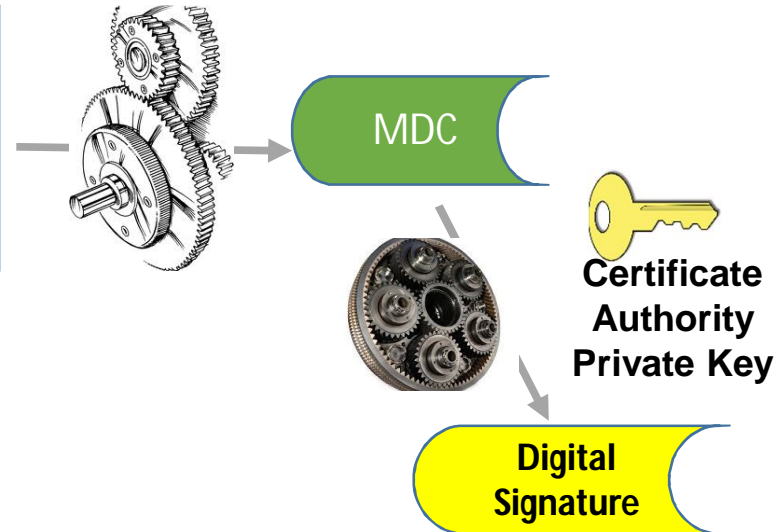 MDC
Certificate
Authority
Private Key
Digital
Signature